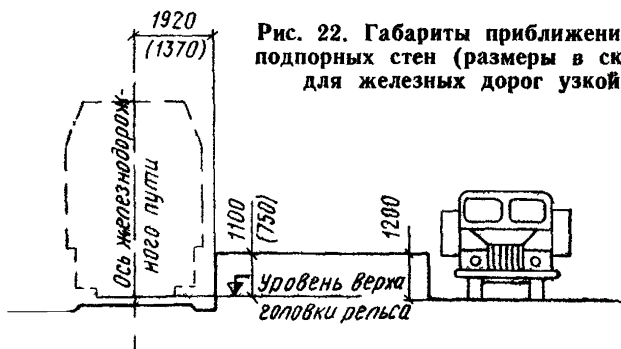 1920
(1370)
Рис. 22. Габариты приближени
подпорных стен (размеры в ск
для железных дорог узкой
Ось железнодорож-
ного пути
1100
(750)
1200
Уровень верха
головки рельса